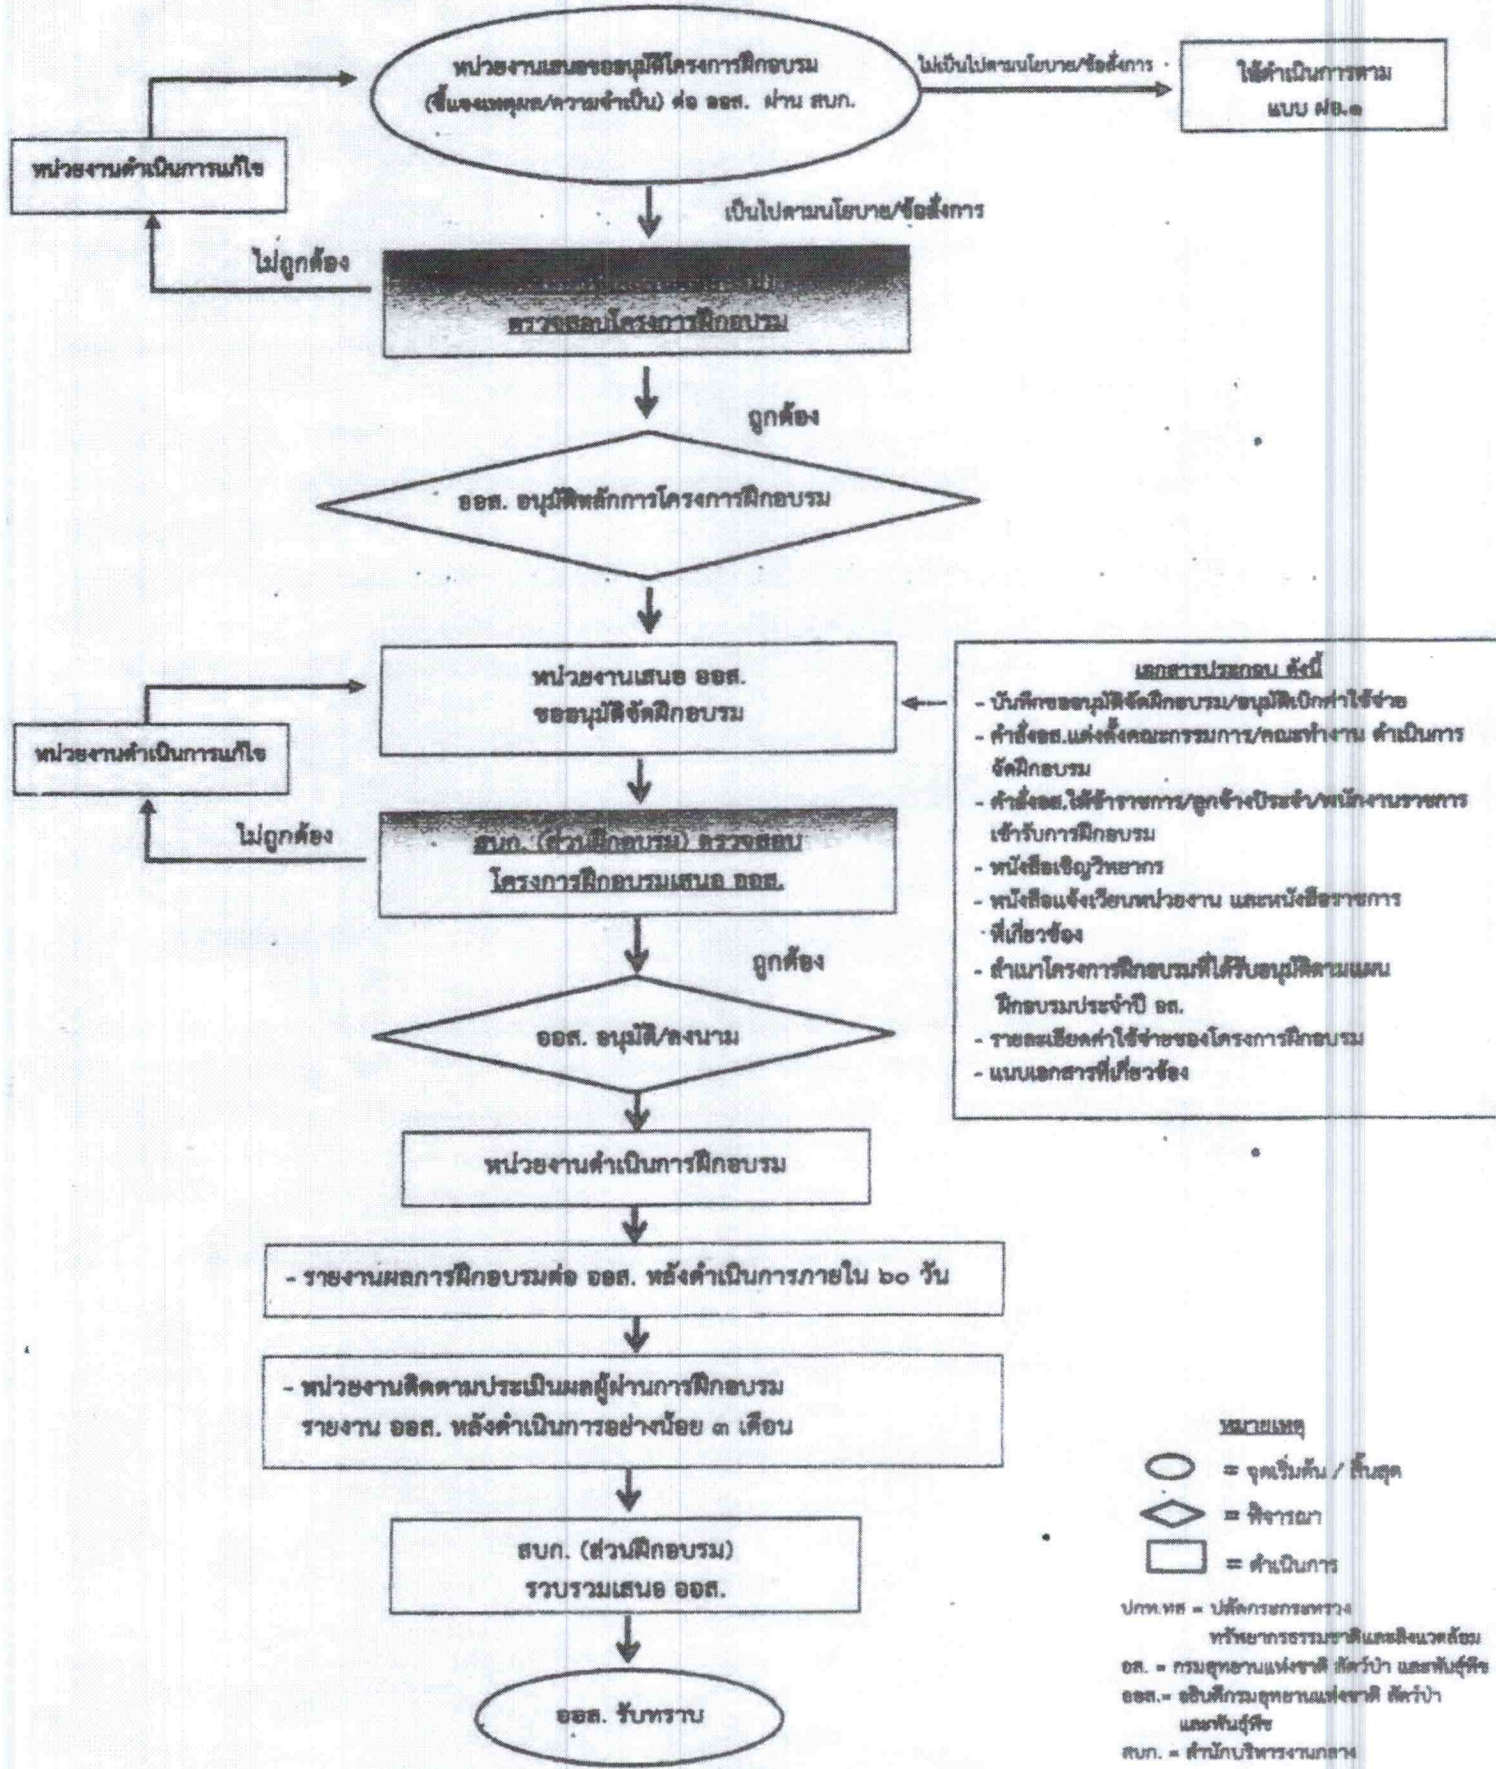 หน่วยงานเสนอขออนุมัติโครงการฝึกอบรม
(ชี้แจงเหตุผล/ความจำเป็น) ต่อ ออส. ผ่าน สบก.
ไม่เป็นไปตามนโยบาย/ข้อสั่งการ
ให้ดำเนินการตาม
แบบ ฝอ.๑
หน่วยงานดำเนินการแก้ไข
เป็นไปตามนโยบาย/ข้อสั่งการ
ไม่ถูกต้อง
ตรวจสอบโครงการฝึกอบรม
ถูกต้อง
ออส. อนุมัติหลักการโครงการฝึกอบรม
หน่วยงานเสนอ ออส.
ขออนุมัติจัดฝึกอบรม
หน่วยงานดำเนินการแก้ไข
ไม่ถูกต้อง
สบก. (ส่วนฝึกอบรม) ตรวจสอบ
โครงการฝึกอบรมเสนอ ออส.
ถูกต้อง
ออส. อนุมัติ/ลงนาม
เอกสารประกอบ ดังนี้
- บันทึกขออนุมัติจัดฝึกอบรม/อนุมัติเบิกค่าใช้จ่าย
- คำสั่งอส.แต่งตั้งคณะกรรมการ/คณะทำงาน ดำเนินการ
จัดฝึกอบรม
- คำสั่งอส.ให้ข้าราชการ/ลูกจ้างประจำ/พนักงานราชการ
เข้ารับการฝึกอบรม
- หนังสือเชิญวิทยากร
- หนังสือแจ้งเวียนหน่วยงาน และหนังสือราชการ
ที่เกี่ยวข้อง
- สำเนาโครงการฝึกอบรมที่ได้รับอนุมัติตามแผน
ฝึกอบรมประจำปี อส.
- รายละเอียดค่าใช้จ่ายของโครงการฝึกอบรม
- แนบเอกสารที่เกี่ยวข้อง
หน่วยงานดำเนินการฝึกอบรม
- รายงานผลการฝึกอบรมต่อ ออส. หลังดำเนินการภายใน ๖๐ วัน
- หน่วยงานติดตามประเมินผลผู้ผ่านการฝึกอบรม
รายงาน ออส. หลังดำเนินการอย่างน้อย ๓ เดือน
สบก. (ส่วนฝึกอบรม)
รวบรวมเสนอ ออส.
ออส. รับทราบ
หมายเหตุ
= จุดเริ่มต้น / สิ้นสุด
= พิจารณา
= ดำเนินการ
ปกท.ทส = ปลัดกระกระทรวง
ทรัพยากรธรรมชาติและสิ่งแวดล้อม
อส. = กรมอุทยานแห่งชาติ สัตว์ป่า และพันธุ์พืช
ออส.= อธิบดีกรมอุทยานแห่งชาติ สัตว์ป่า
และพันธุ์พืช
สบก. = สำนักบริหารงานกลาง